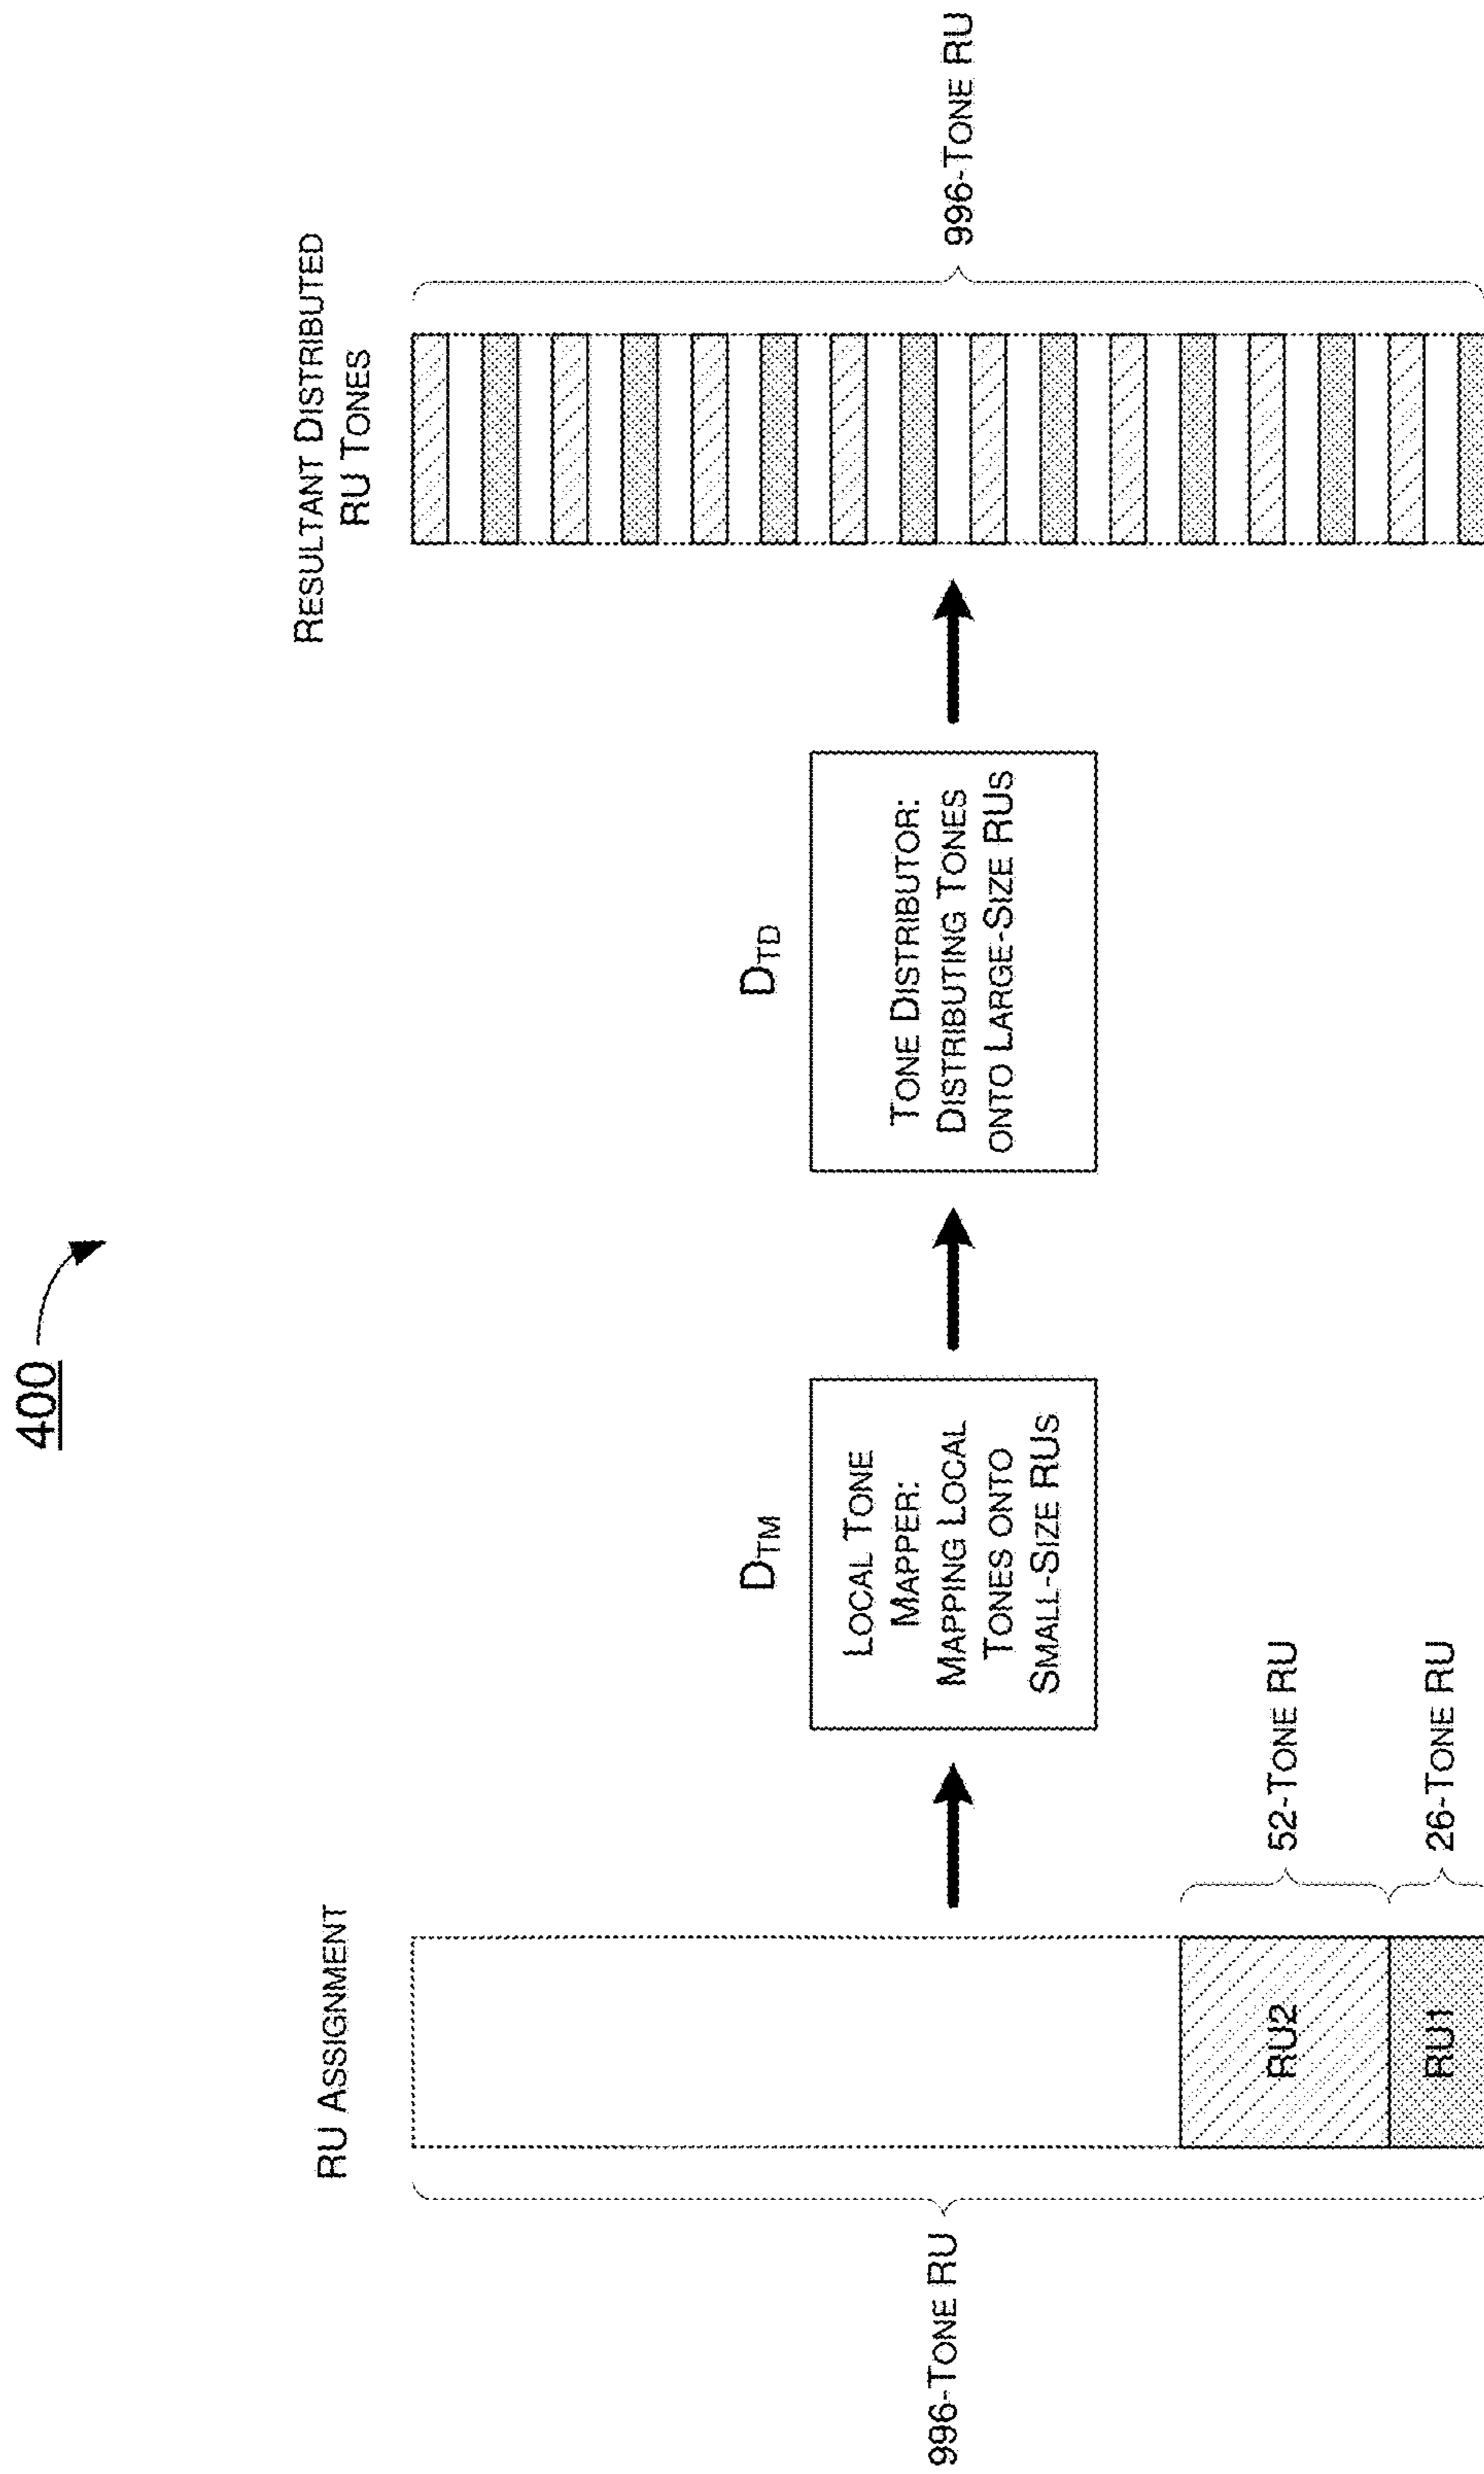 400
RU ASSIGNMENT
996-TONE RU
RU2
RU1
52-TONE RU
26-TONE RU
DTM
LOCAL TONE
MAPPER:
MAPPING LOCAL
TONES ONTO
SMALL-SIZE RUS
DTD
TONE DISTRIBUTOR:
DISTRIBUTING TONES
ONTO LARGE-SIZE RUS
RESULTANT DISTRIBUTED
RU TONES
996-TONE RU